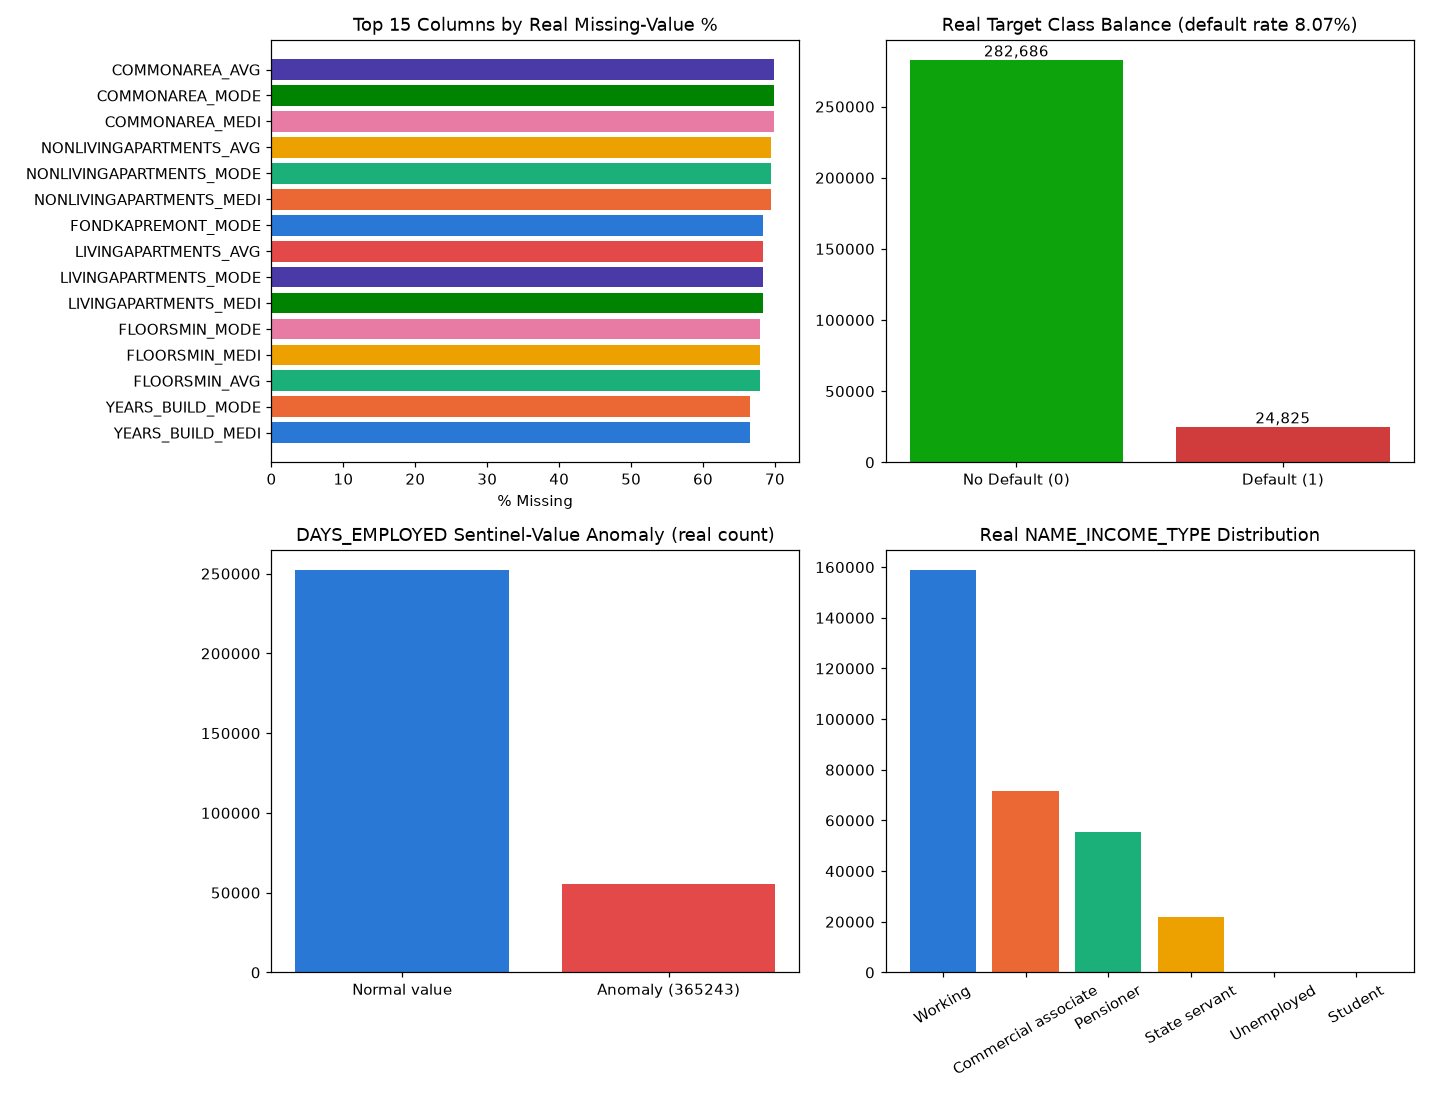 Top 15 Columns by Real Missing-Value %
COMMONAREA_AVG
COMMONAREA_MODE
COMMONAREA_MEDI
NONLIVINGAPARTMENTS_AVG
NONLIVINGAPARTMENTS_MODE
NONLIVINGAPARTMENTS_MEDI
FONDKAPREMONT_MODE
LIVINGAPARTMENTS_AVG
LIVINGAPARTMENTS_MODE
LIVINGAPARTMENTS_MEDI
FLOORSMIN_MODE
FLOORSMIN_MEDI
FLOORSMIN_AVG
YEARS_BUILD_MODE
YEARS_BUILD_MEDI
0 10 20 30 40 50 60 70
% Missing
Real Target Class Balance (default rate 8.07%)
282,686
250000
200000
150000
100000
50000
24,825
0
No Default (0) Default (1)
DAYS_EMPLOYED Sentinel-Value Anomaly (real count)
250000
200000
150000
100000
50000
0
Normal value Anomaly (365243)
Real NAME_INCOME_TYPE Distribution
160000
140000
120000
100000
80000
60000
40000
20000
0
Working
Commercial associate
Pensioner
State servant
Unemployed
Student